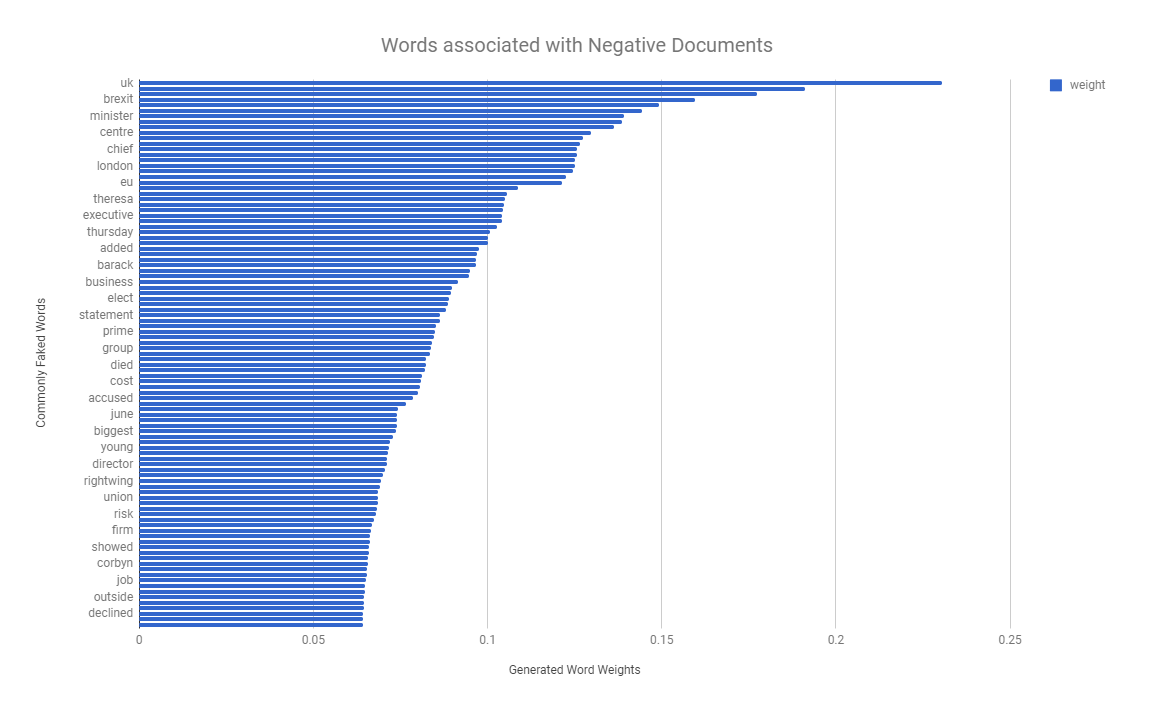 Words associated with Negative Documents
weight
Commonly Faked Words
uk
brexit
minister
centre
chief
london
eu
theresa
executive
thursday
added
barack
business
elect
statement
prime
group
died
cost
accused
june
biggest
young
director
rightwing
union
risk
firm
showed
corbyn
job
outside
declined
0 0.05 0.1 0.15 0.2 0.25
Generated Word Weights